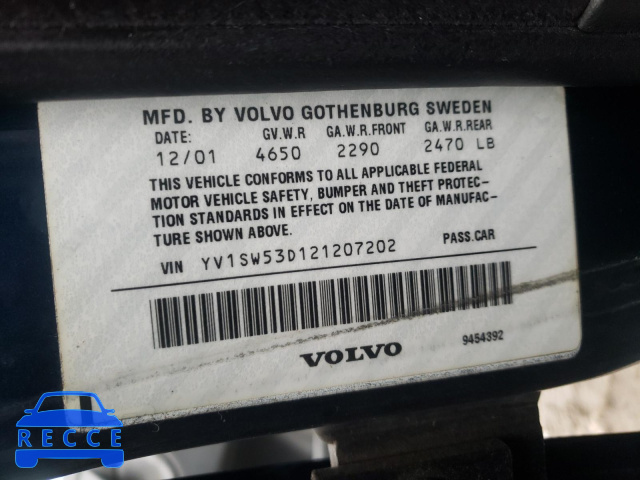 MFD. BY VOLVO GOTHENBURG SWEDEN
DATE: GV.W.R GA.W.R.FRONT GA.W.R.REAR
12/01 4650 2290 2470 LB
THIS VEHICLE CONFORMS TO ALL APPLICABLE FEDERAL
MOTOR VEHICLE SAFETY, BUMPER AND THEFT PROTEC-
TION STANDARDS IN EFFECT ON THE DATE OF MANUFAC-
TURE SHOWN ABOVE.
VIN YV1SW53D121207202 PASS.CAR
VOLVO 9454392
RECCE